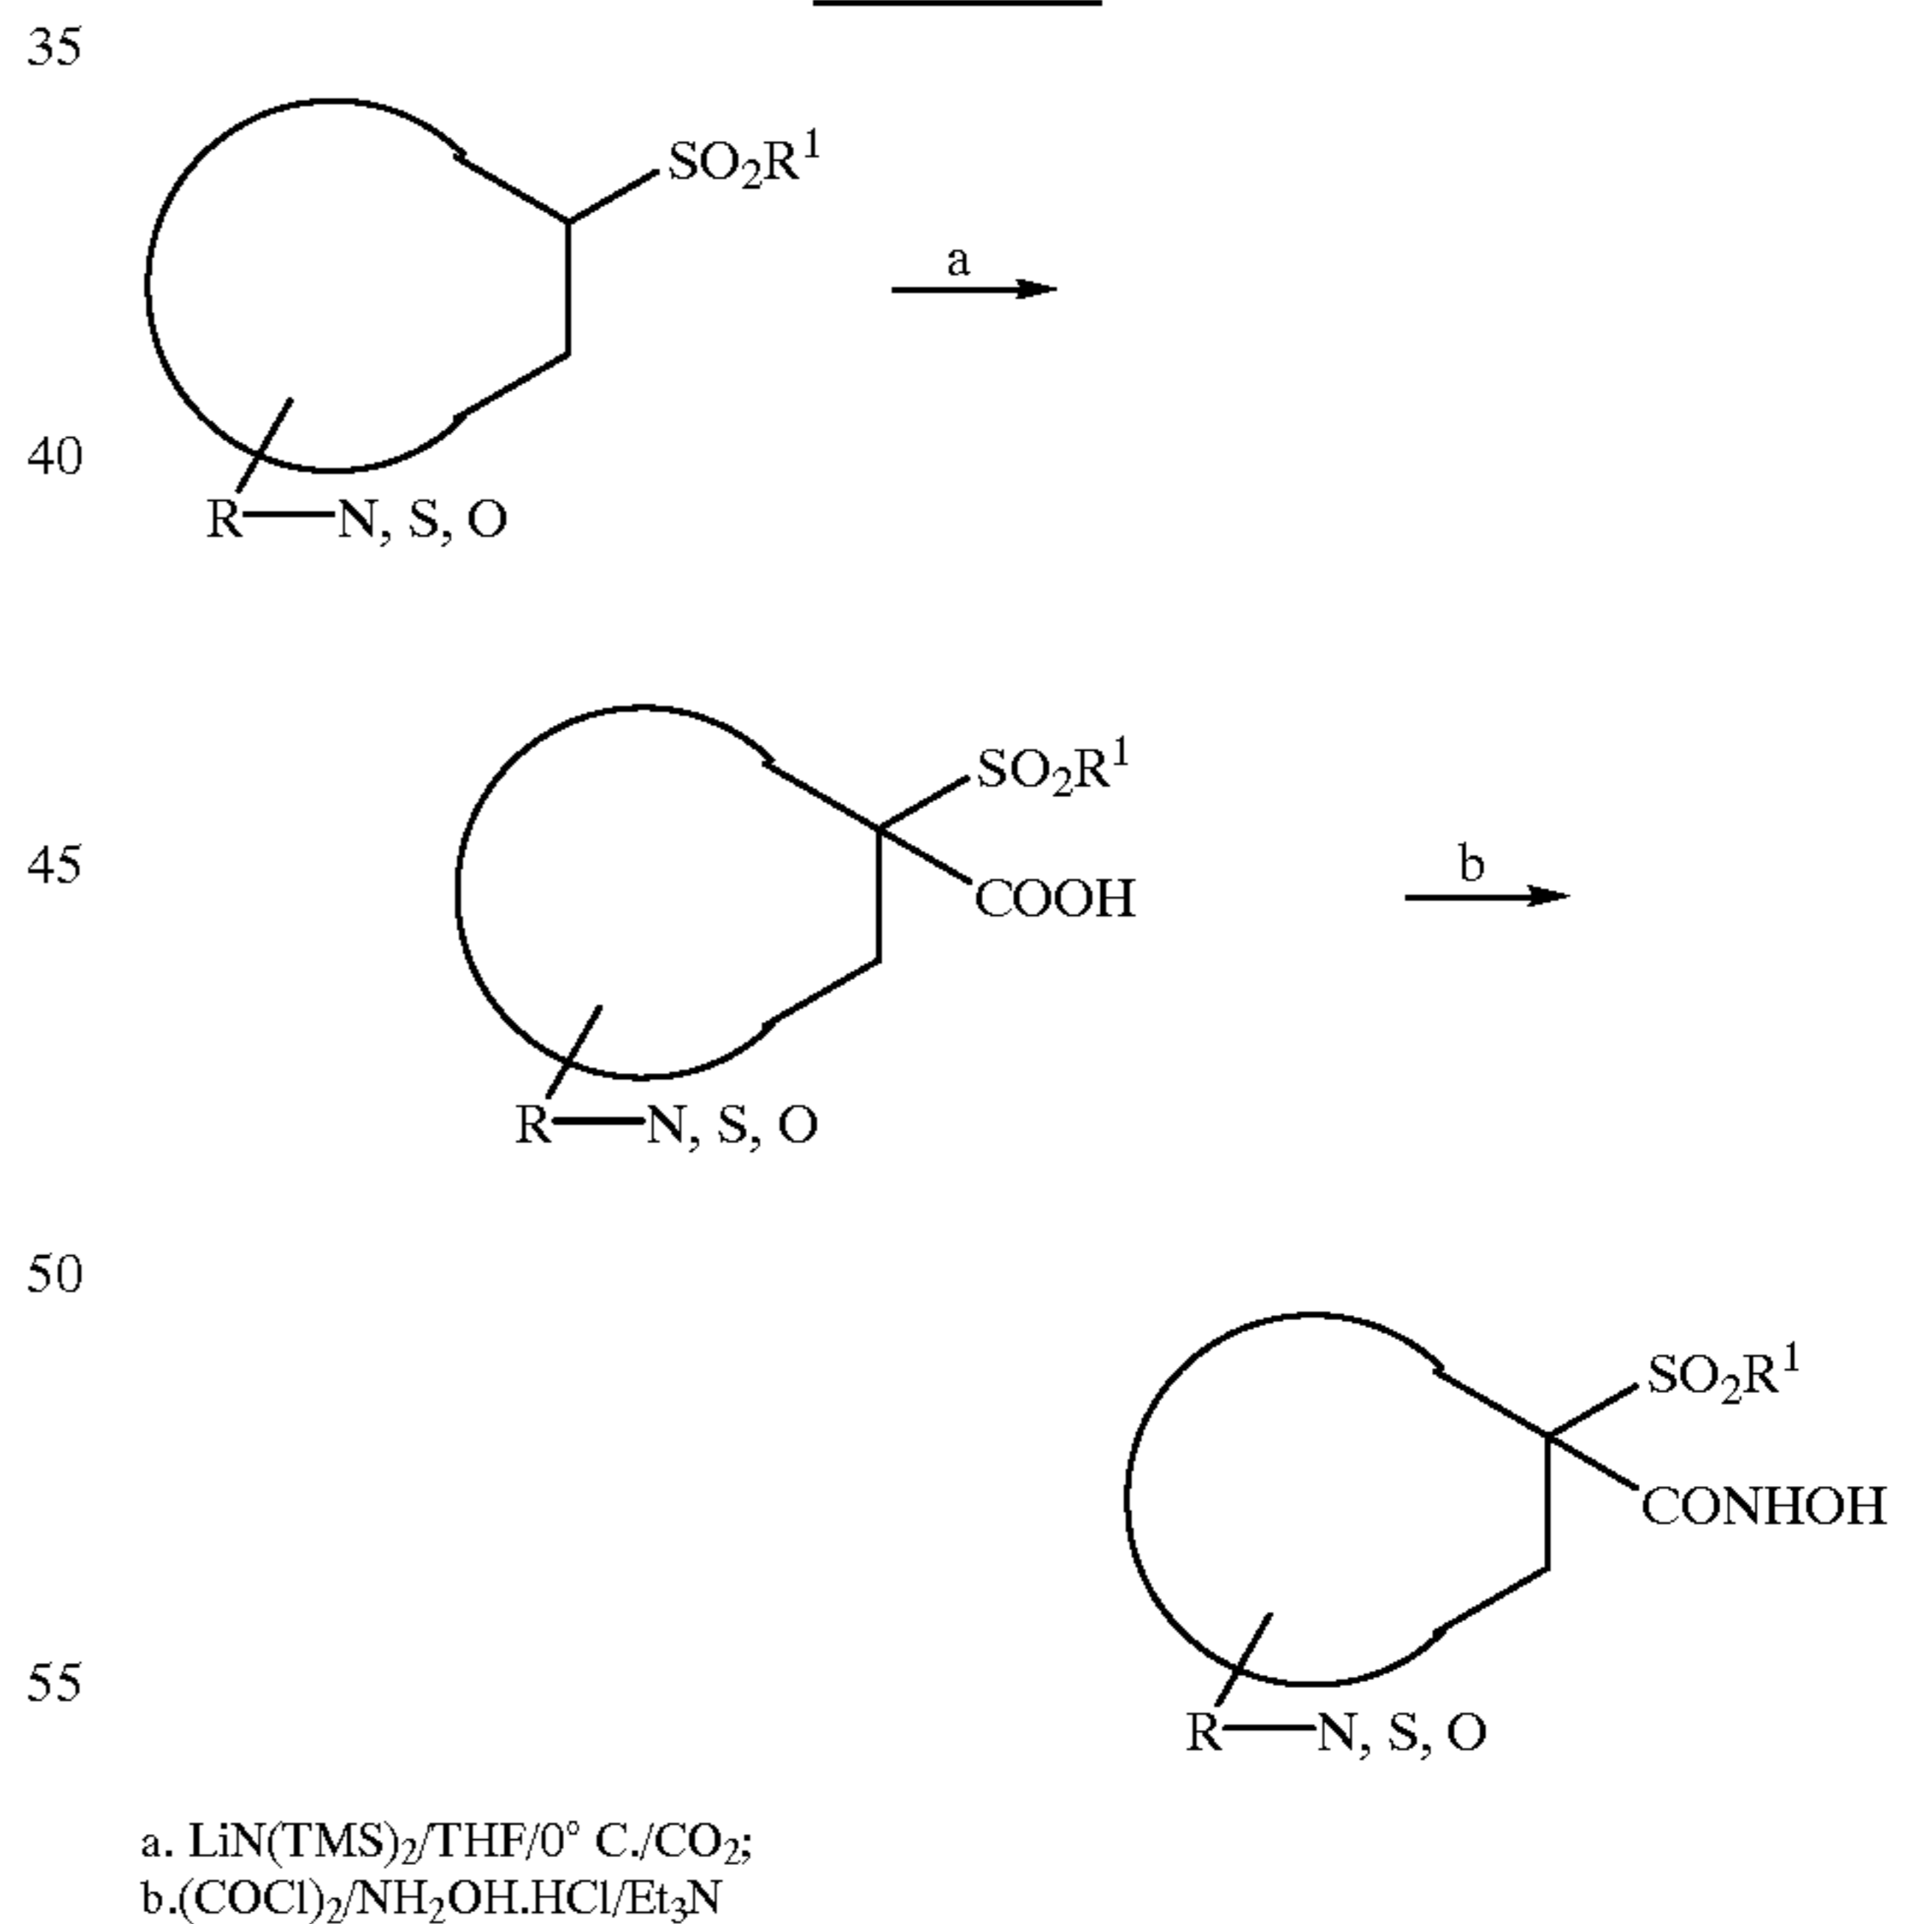 35
SO₂R¹
a
40
R—N, S, O
SO₂R¹
45
COOH
b
R—N, S, O
50
SO₂R¹
CONHOH
55
R—N, S, O
a. LiN(TMS)₂/THF/0° C./CO₂;
b.(COCl)₂/NH₂OH.HCl/Et₃N